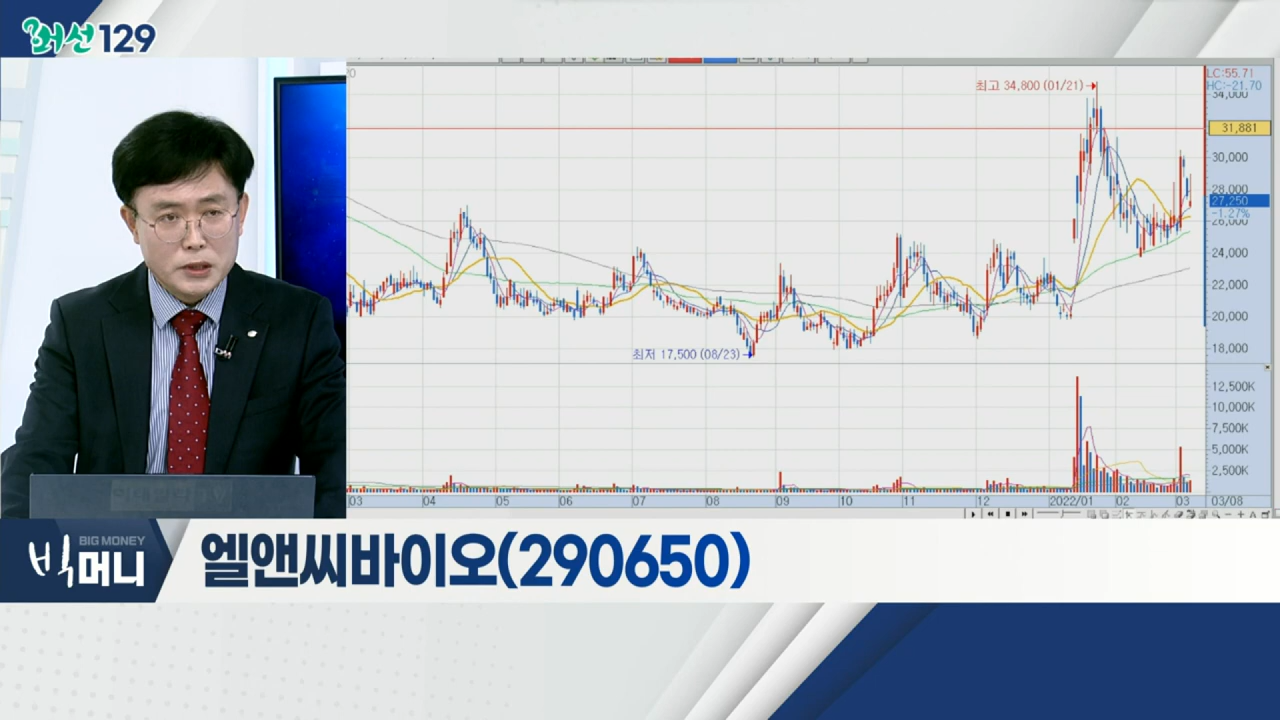 머선129
최고 34,800 (01/21)
최저 17,500 (08/23)
LC:55.71
HC:-21.70
34,000
31,881
30,000
28,000
27,250
-1.27%
26,000
24,000
22,000
20,000
18,000
12,500K
10,000K
7,500K
5,000K
2,500K
03 04 05 06 07 08 09 10 11 12 2022/01 02 03 03/08
BIG MONEY
빅머니
엘앤씨바이오(290650)